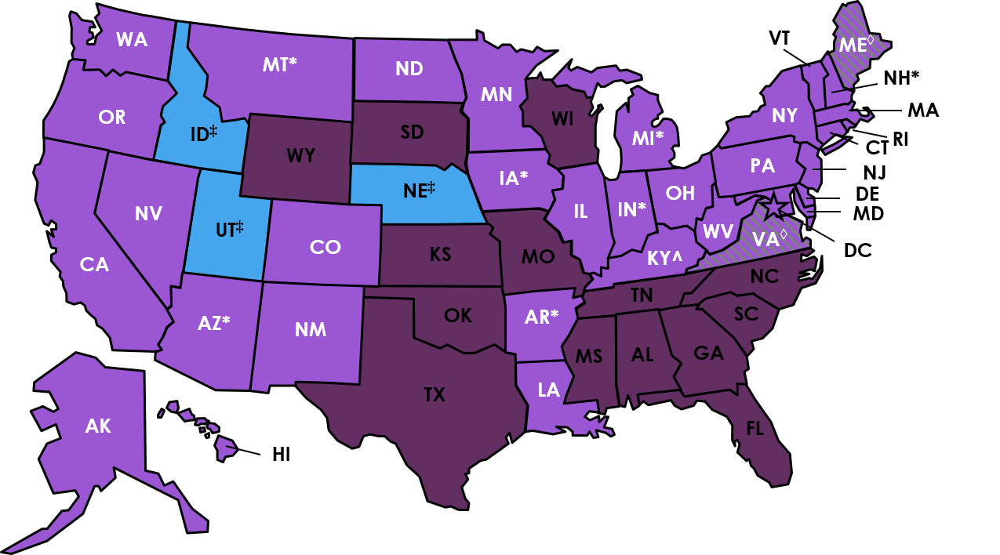 WA
MT*
ND
MN
VT
ME◊
NH*
MA
RI
CT
NJ
DE
MD
DC
OR
ID‡
SD
WI
MI*
NY
PA
WY
NE‡
IA*
NV
UT‡
CO
IL
IN*
OH
WV
VA◊
CA
KS
MO
KY^
NC
TN
SC
AZ*
NM
OK
AR*
MS
AL
GA
TX
LA
FL
AK
HI